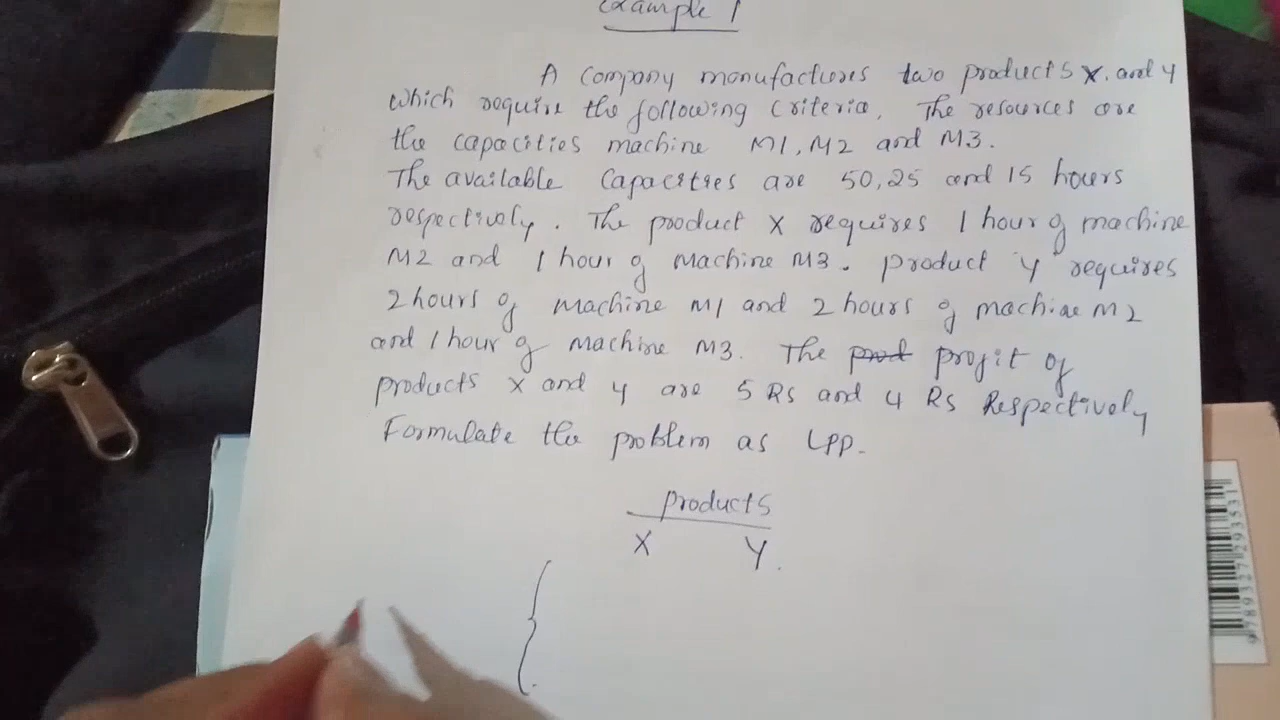 Example 1
A company manufactures two products X and Y
which require the following Criteria. The resources are
the capacities machine M1, M2 and M3.
The available Capacities are 50, 25 and 15 hours
respectively. The product X requires 1 hour of machine
M2 and 1 hour of machine M3. product Y requires
2 hours of machine M1 and 2 hours of machine M2
and 1 hour of machine M3. The profit of
products X and Y are 5 Rs and 4 Rs Respectively
Formulate the problem as LPP.
products
X Y
9789327293531